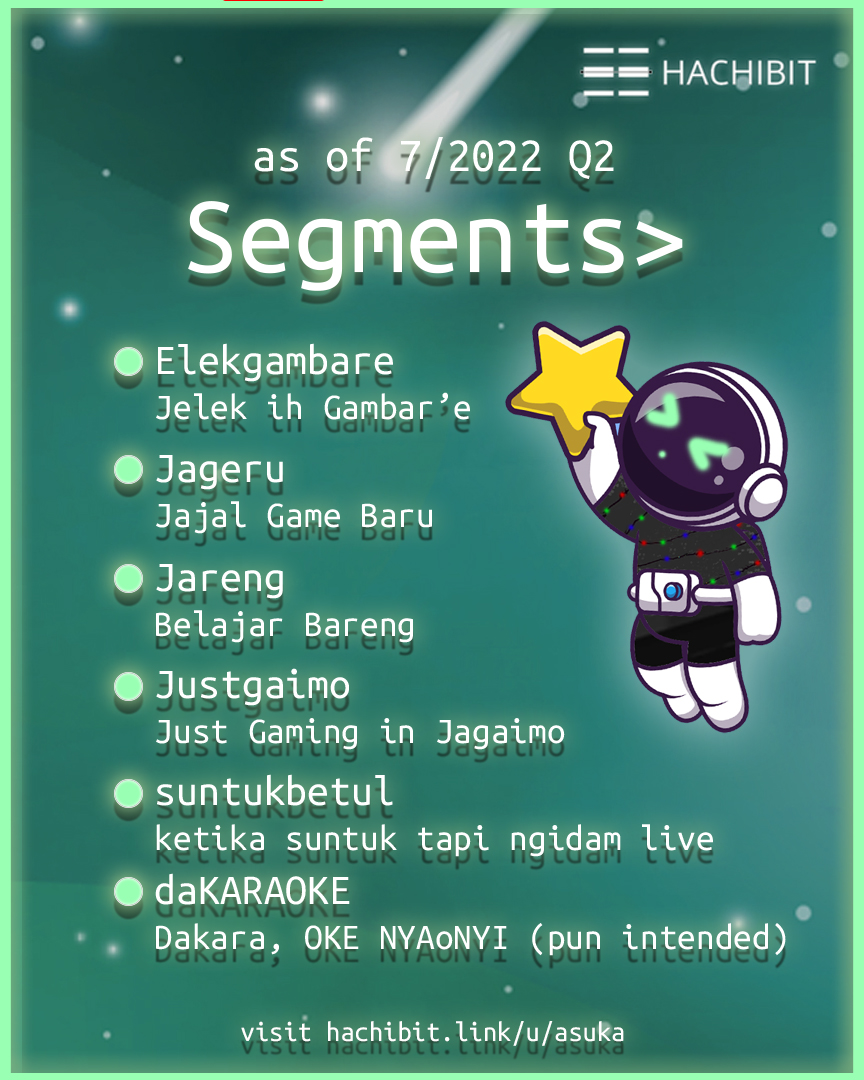 HACHIBIT
as of 7/2022 Q2
Segments>
Elekgambare
Jelek ih Gambar’e
Jageru
Jajal Game Baru
Jareng
Belajar Bareng
Justgaimo
Just Gaming in Jagaimo
suntukbetul
ketika suntuk tapi ngidam live
daKARAOKE
Dakara, OKE NYAoNYI (pun intended)
visit hachibit.link/u/asuka